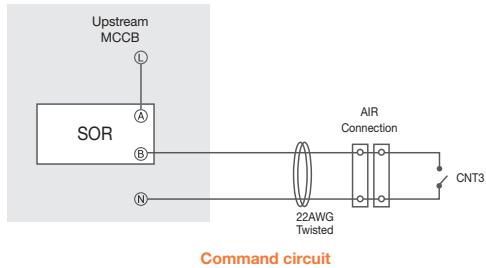 Upstream
MCCB
L
A
SOR
B
N
AIR
Connection
CNT3
22AWG
Twisted
Command circuit